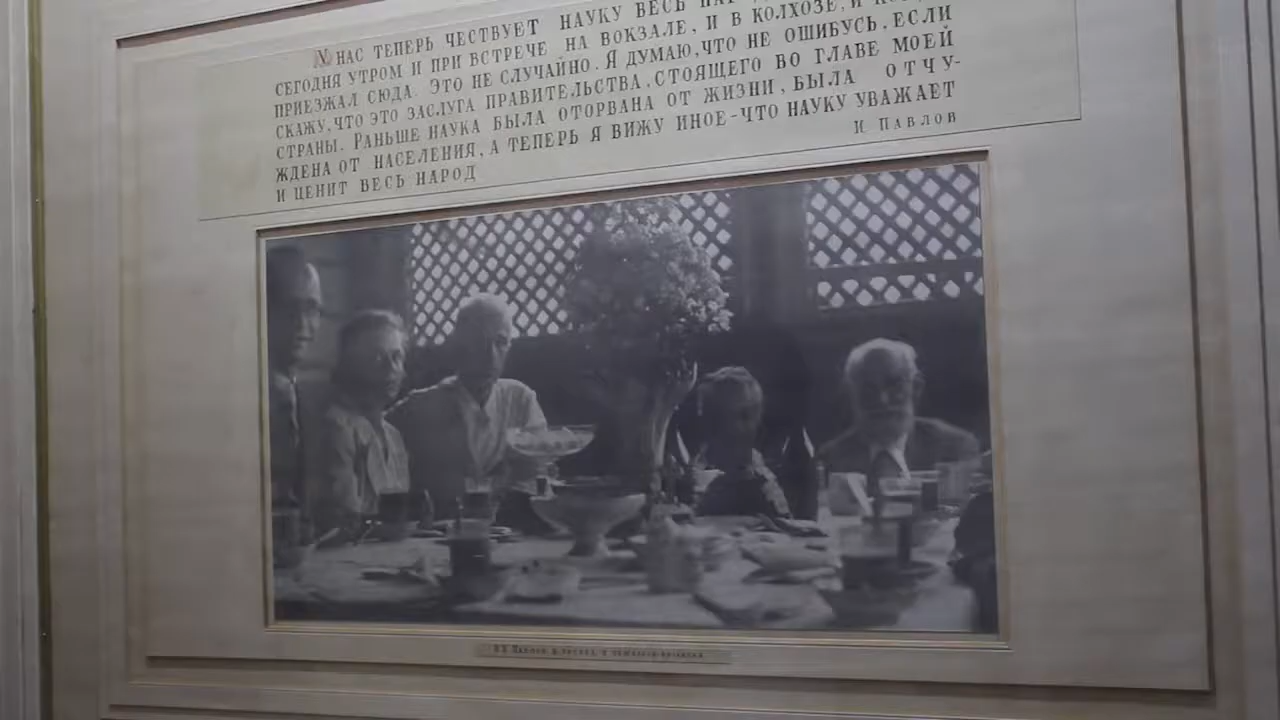 У НАС ТЕПЕРЬ ЧЕСТВУЕТ НАУКУ ВЕСЬ
СЕГОДНЯ УТРОМ И ПРИ ВСТРЕЧЕ НА ВОКЗАЛЕ, И В КОЛХОЗЕ, И
ПРИЕЗЖАЛ СЮДА. ЭТО НЕ СЛУЧАЙНО. Я ДУМАЮ, ЧТО НЕ ОШИБУСЬ, ЕСЛИ
СКАЖУ, ЧТО ЭТО ЗАСЛУГА ПРАВИТЕЛЬСТВА, СТОЯЩЕГО ВО ГЛАВЕ МОЕЙ
СТРАНЫ. РАНЬШЕ НАУКА БЫЛА ОТОРВАНА ОТ ЖИЗНИ, БЫЛА ОТЧУ-
ЖДЕНА ОТ НАСЕЛЕНИЯ, А ТЕПЕРЬ Я ВИЖУ ИНОЕ-ЧТО НАУКУ УВАЖАЕТ
И ЦЕНИТ ВЕСЬ НАРОД
И. ПАВЛОВ